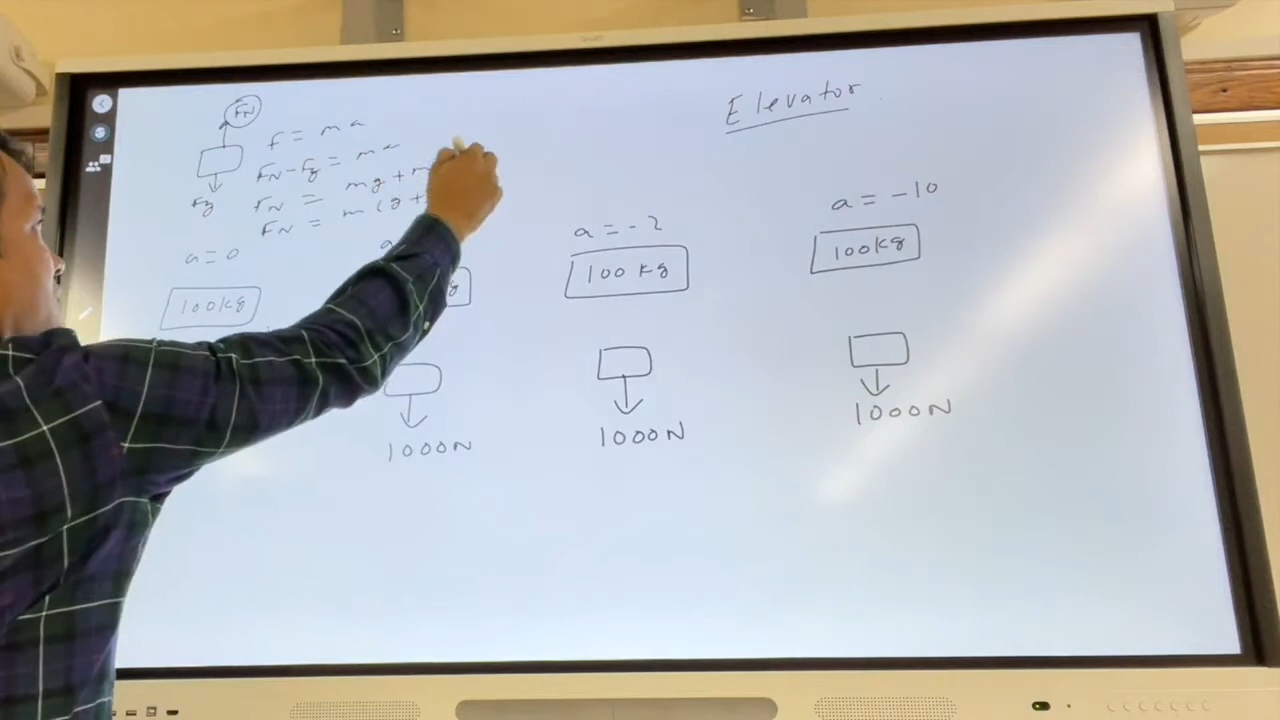 Elevator
FN
F = ma
FN - Fg = ma
Fg
FN = mg + m
FN = m(g +
a = 0
100kg
a
g
1000N
a = -2
100 kg
1000N
a = -10
100kg
1000N